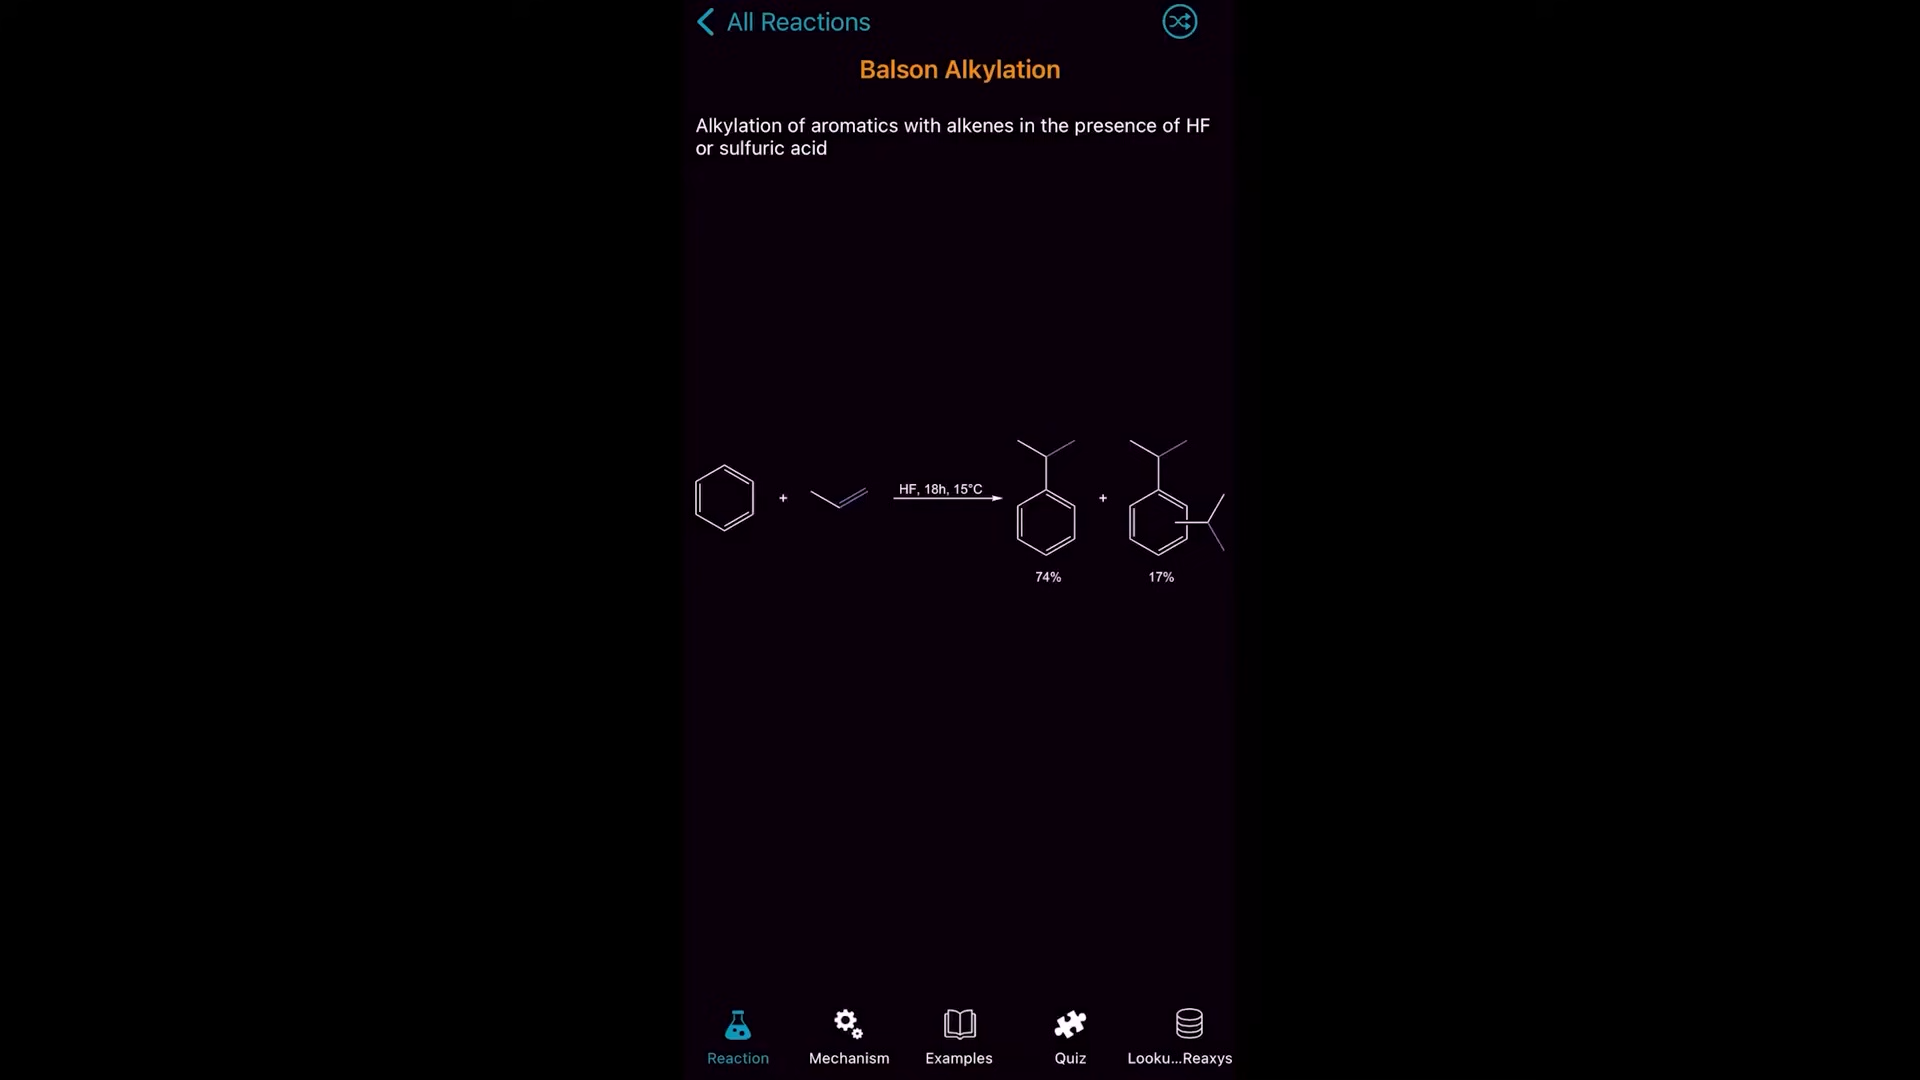 All Reactions
Balson Alkylation
Alkylation of aromatics with alkenes in the presence of HF
or sulfuric acid
+
HF, 18h, 15°C
+
74%
17%
Reaction
Mechanism
Examples
Quiz
Looku...Reaxys